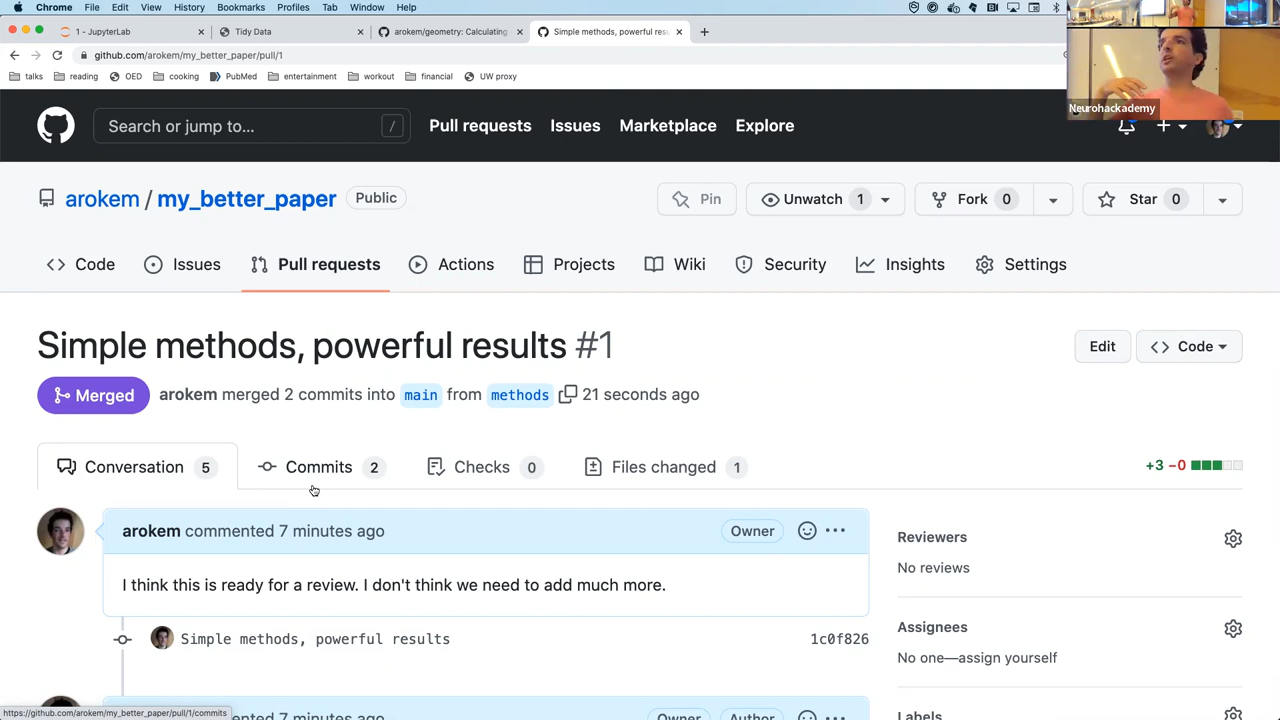 Chrome File Edit View History Bookmarks Profiles Tab Window Help
1 - JupyterLab × Tidy Data × arokem/geometry: Calculating × Simple methods, powerful resu × +
github.com/arokem/my_better_paper/pull/1
talks reading OED cooking PubMed entertainment workout financial UW proxy
Neurohackademy
Search or jump to... / Pull requests Issues Marketplace Explore
arokem / my_better_paper Public Pin Unwatch 1 Fork 0 Star 0
Code Issues Pull requests Actions Projects Wiki Security Insights Settings
Simple methods, powerful results #1 Edit Code
Merged arokem merged 2 commits into main from methods 21 seconds ago
Conversation 5 Commits 2 Checks 0 Files changed 1 +3 −0
arokem commented 7 minutes ago Owner ···
I think this is ready for a review. I don't think we need to add much more.
Simple methods, powerful results 1c0f826
ented 7 minutes ago Owner Author ···
Reviewers
No reviews
Assignees
No one—assign yourself
Labels
https://github.com/arokem/my_better_paper/pull/1/commits